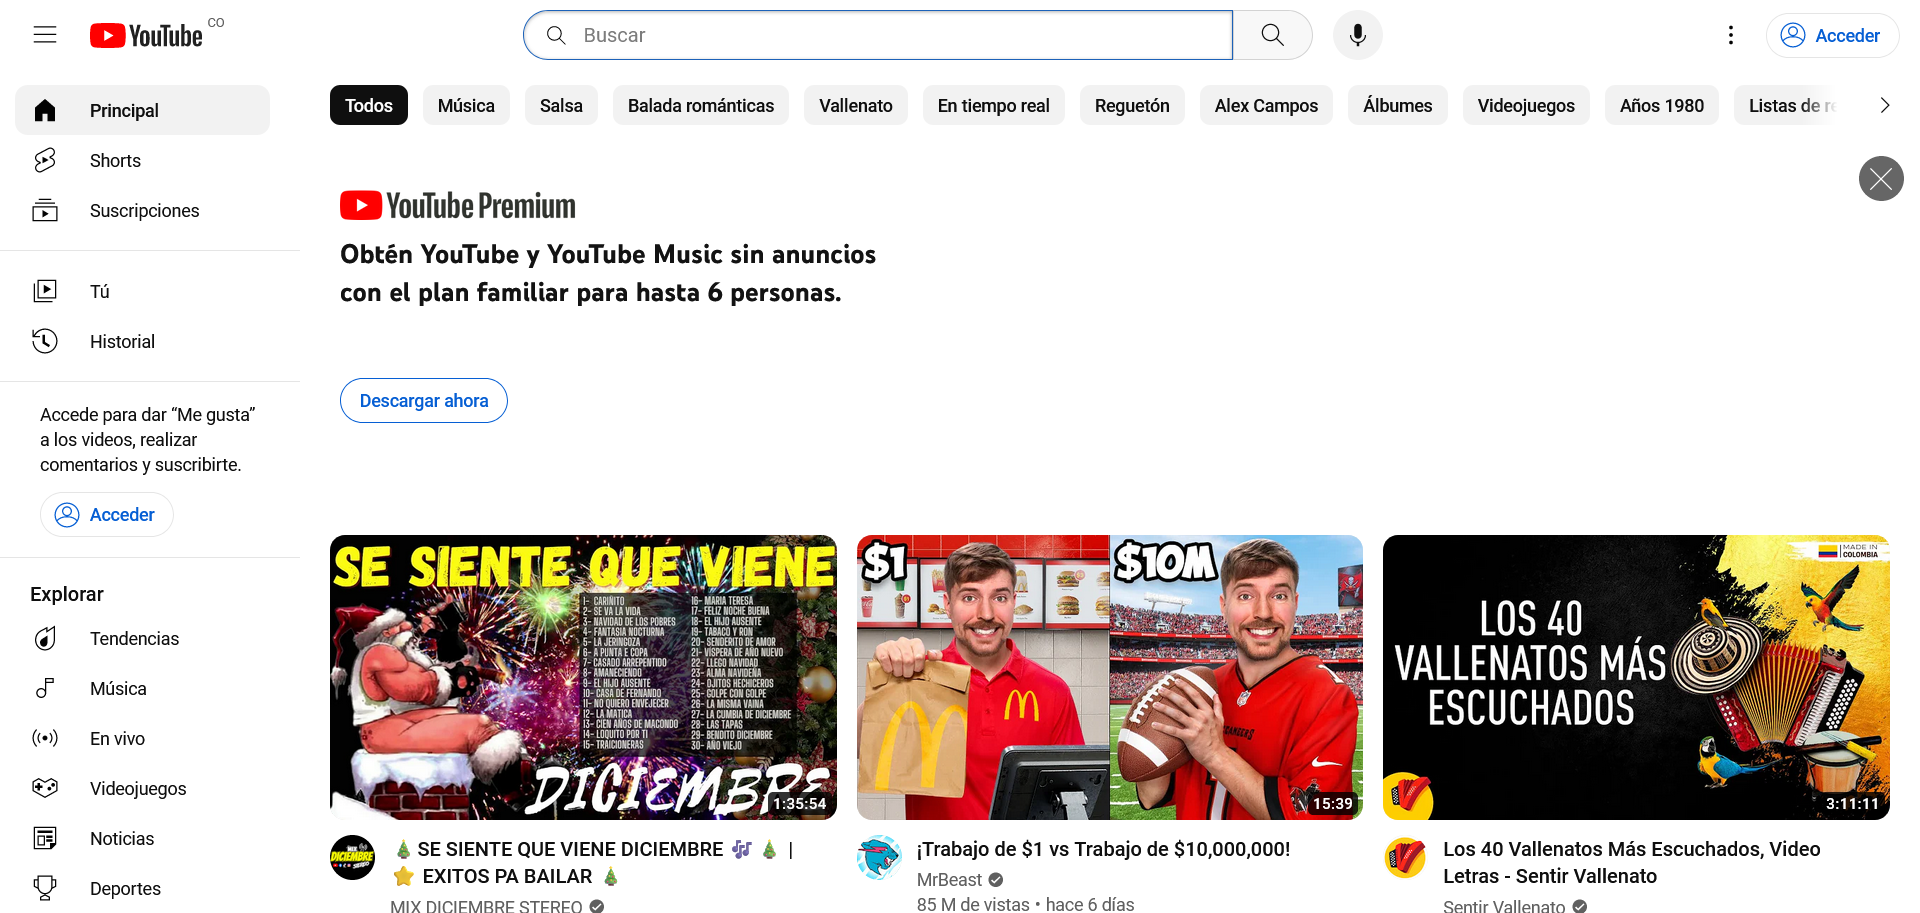 YouTube CO
Buscar
Acceder
Principal
Shorts
Suscripciones
Tú
Historial
Accede para dar “Me gusta”
a los videos, realizar
comentarios y suscribirte.
Acceder
Explorar
Tendencias
Música
En vivo
Videojuegos
Noticias
Deportes
Todos
Música
Salsa
Balada románticas
Vallenato
En tiempo real
Reguetón
Alex Campos
Álbumes
Videojuegos
Años 1980
Listas de re
YouTube Premium
Obtén YouTube y YouTube Music sin anuncios
con el plan familiar para hasta 6 personas.
Descargar ahora
SE SIENTE QUE VIENE
1- CARIÑITO
2- SE VA LA VIDA
3- NAVIDAD DE LOS POBRES
4- FANTASIA NOCTURNA
5- LA JERINGOZA
6- A PUNTA E COPA
7- CASADO ARREPENTIDO
8- AMANECIENDO
9- EL HIJO AUSENTE
10- CASA DE FERNANDO
11- NO QUIERO ENVEJECER
12- LA MATICA
13- CIEN AÑOS DE MACONDO
14- LOQUITO POR TI
15- TRAICIONERAS
16- MARIA TERESA
17- FELIZ NOCHE BUENA
18- EL HIJO AUSENTE
19- TABACO Y RON
20- SENDERITO DE AMOR
21- VISPERA DE AÑO NUEVO
22- LLEGO NAVIDAD
23- ALMA NAVIDEÑA
24- OJITOS HECHICEROS
25- GOLPE CON GOLPE
26- LA MISMA VAINA
27- LA CUMBIA DE DICIEMBRE
28- LAS TAPAS
29- BENDITO DICIEMBRE
30- AÑO VIEJO
DICIEMBRE
1:35:54
🎄 SE SIENTE QUE VIENE DICIEMBRE 🎶 🎄 |
⭐ EXITOS PA BAILAR 🎄
MIX DICIEMBRE STEREO
$1
$10M
15:39
¡Trabajo de $1 vs Trabajo de $10,000,000!
MrBeast
85 M de vistas • hace 6 días
MADE IN
COLOMBIA
LOS 40
VALLENATOS MÁS
ESCUCHADOS
3:11:11
Los 40 Vallenatos Más Escuchados, Video
Letras - Sentir Vallenato
Sentir Vallenato